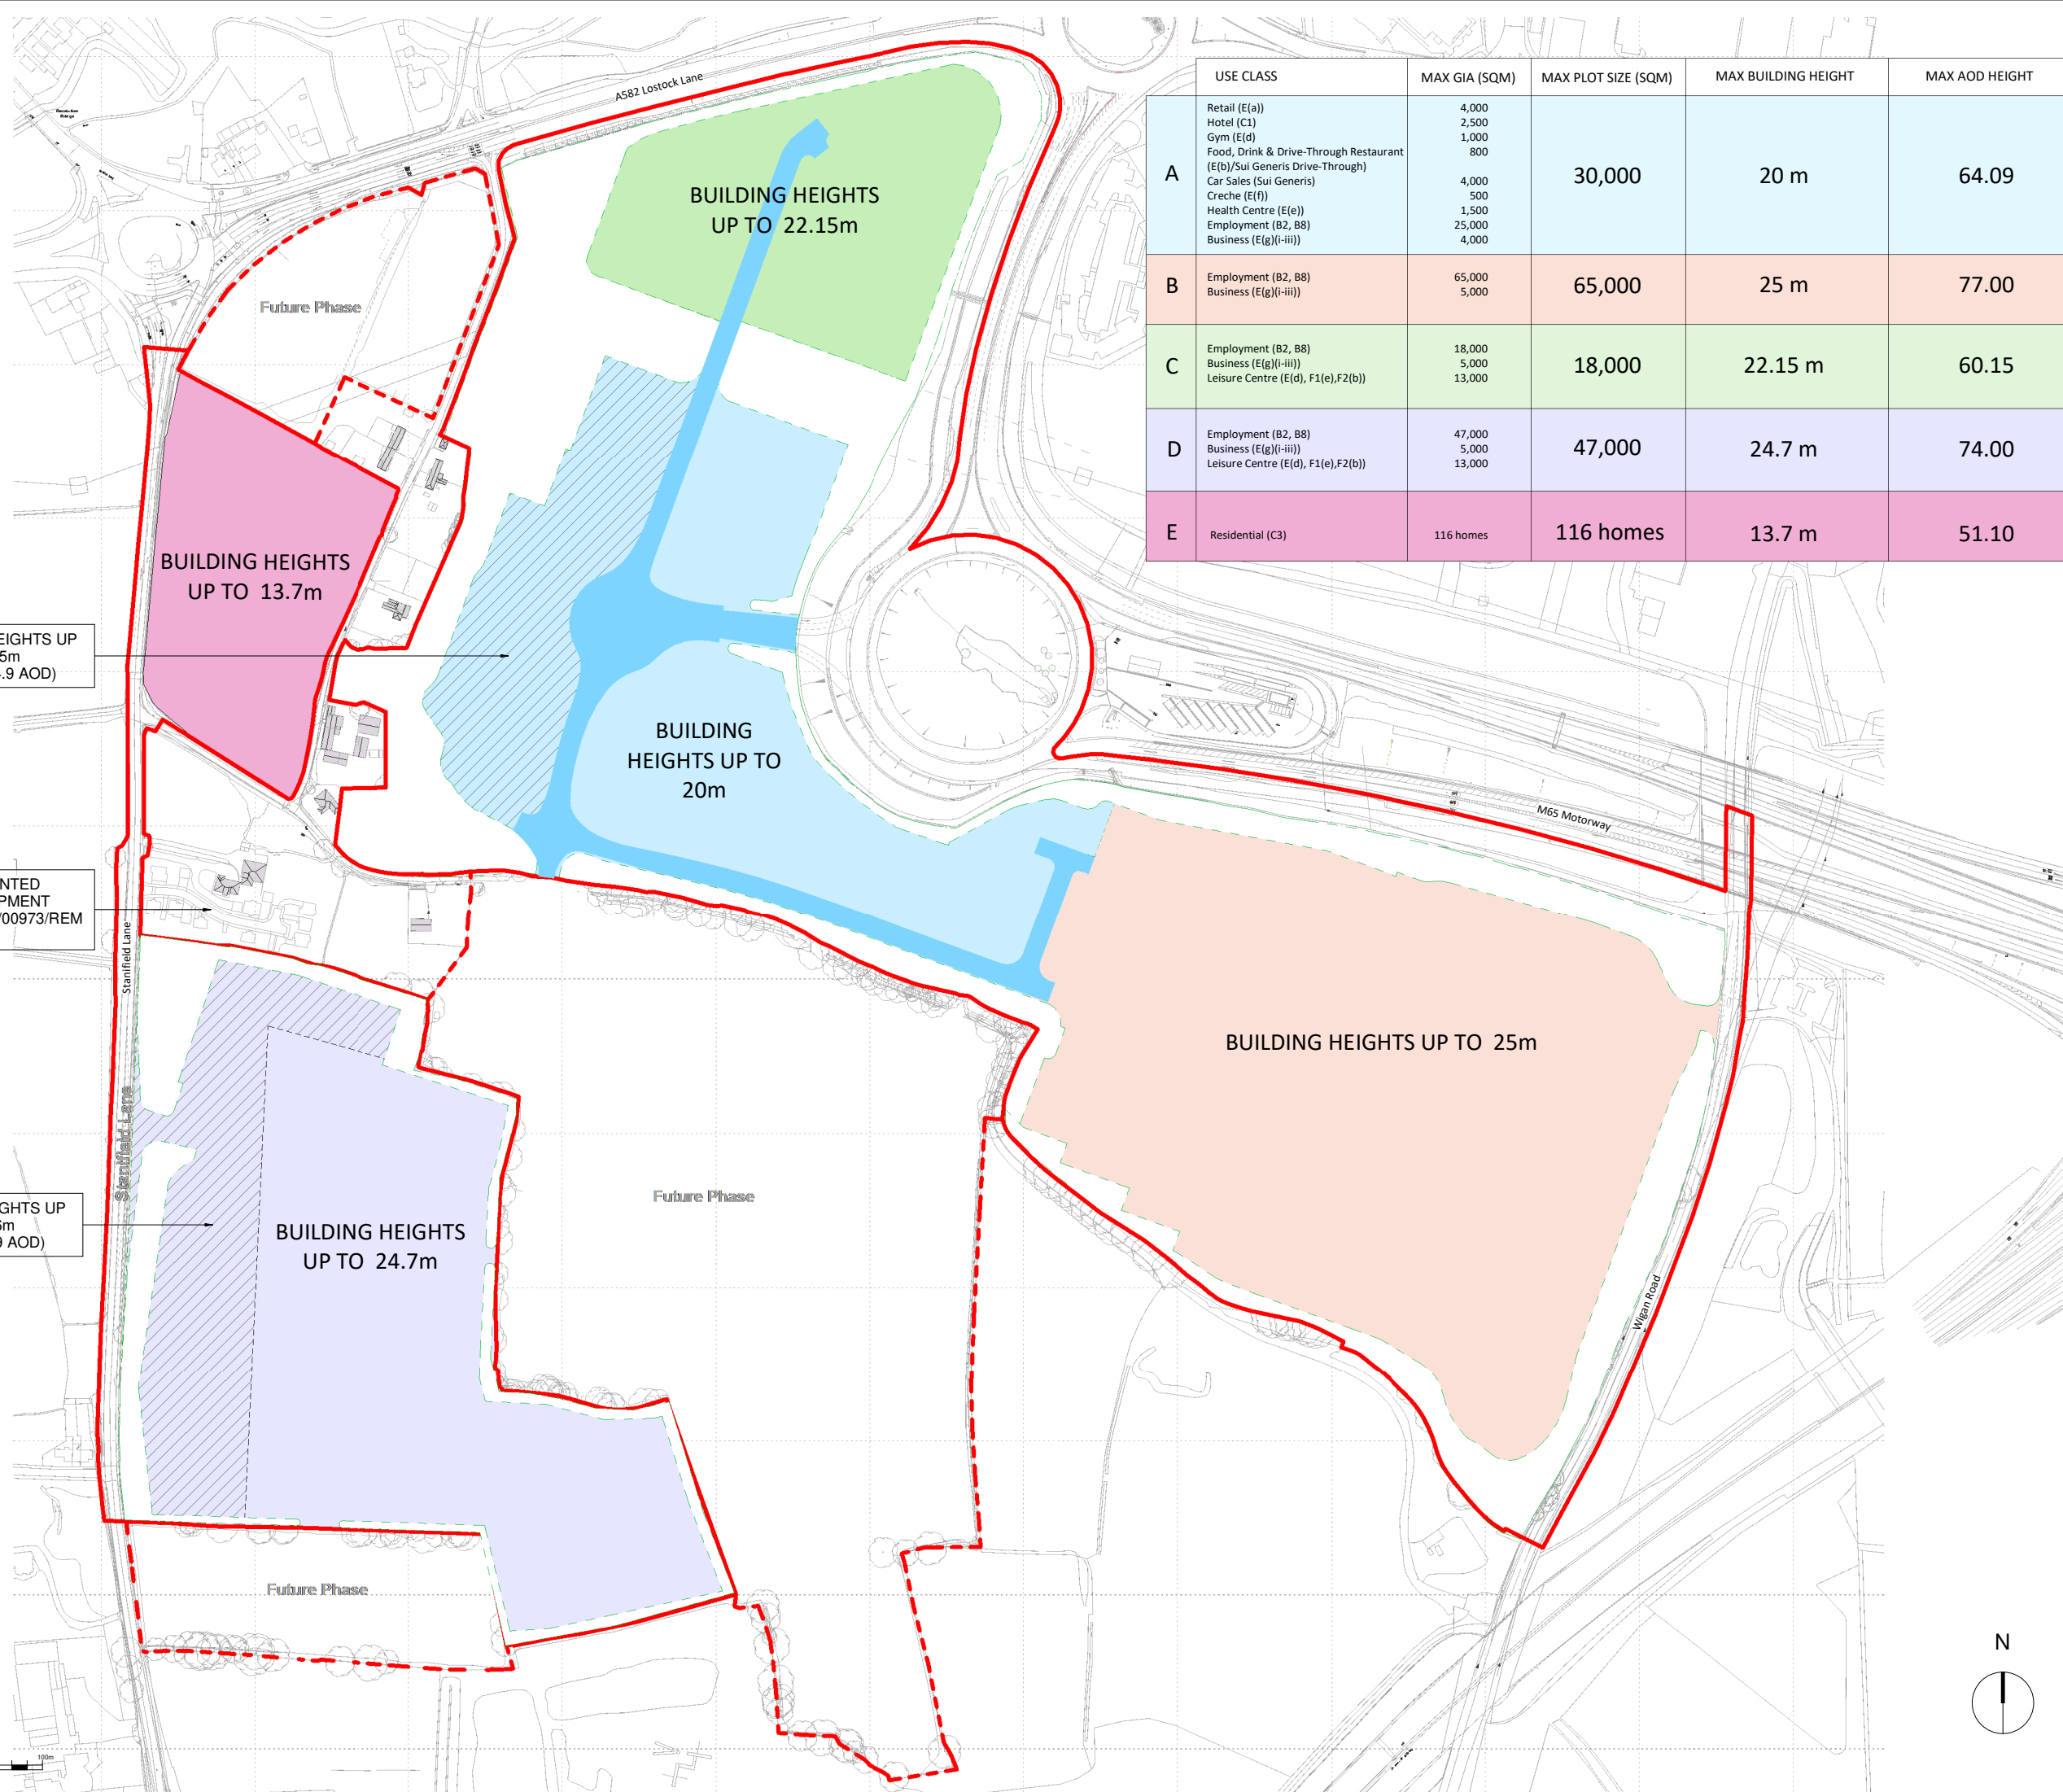 A582 Lostock Lane
BUILDING HEIGHTS
UP TO 22.15m
Future Phase
BUILDING HEIGHTS
UP TO 13.7m
EIGHTS UP
5m
.9 AOD)
BUILDING
HEIGHTS UP TO
20m
M65 Motorway
NTED
PMENT
/00973/REM
Stanifield Lane
BUILDING HEIGHTS UP TO 25m
Stanifield Lane
Future Phase
GHTS UP
m
9 AOD)
BUILDING HEIGHTS
UP TO 24.7m
Wigan Road
Future Phase
100m
N
USE CLASS MAX GIA (SQM) MAX PLOT SIZE (SQM) MAX BUILDING HEIGHT MAX AOD HEIGHT
A
Retail (E(a)) 4,000
Hotel (C1) 2,500
Gym (E(d) 1,000
Food, Drink & Drive-Through Restaurant 800
(E(b)/Sui Generis Drive-Through)
Car Sales (Sui Generis) 4,000
Creche (E(f)) 500
Health Centre (E(e)) 1,500
Employment (B2, B8) 25,000
Business (E(g)(i-iii)) 4,000
30,000 20 m 64.09
B
Employment (B2, B8) 65,000
Business (E(g)(i-iii)) 5,000
65,000 25 m 77.00
C
Employment (B2, B8) 18,000
Business (E(g)(i-iii)) 5,000
Leisure Centre (E(d), F1(e),F2(b)) 13,000
18,000 22.15 m 60.15
D
Employment (B2, B8) 47,000
Business (E(g)(i-iii)) 5,000
Leisure Centre (E(d), F1(e),F2(b)) 13,000
47,000 24.7 m 74.00
E
Residential (C3) 116 homes 116 homes 13.7 m 51.10